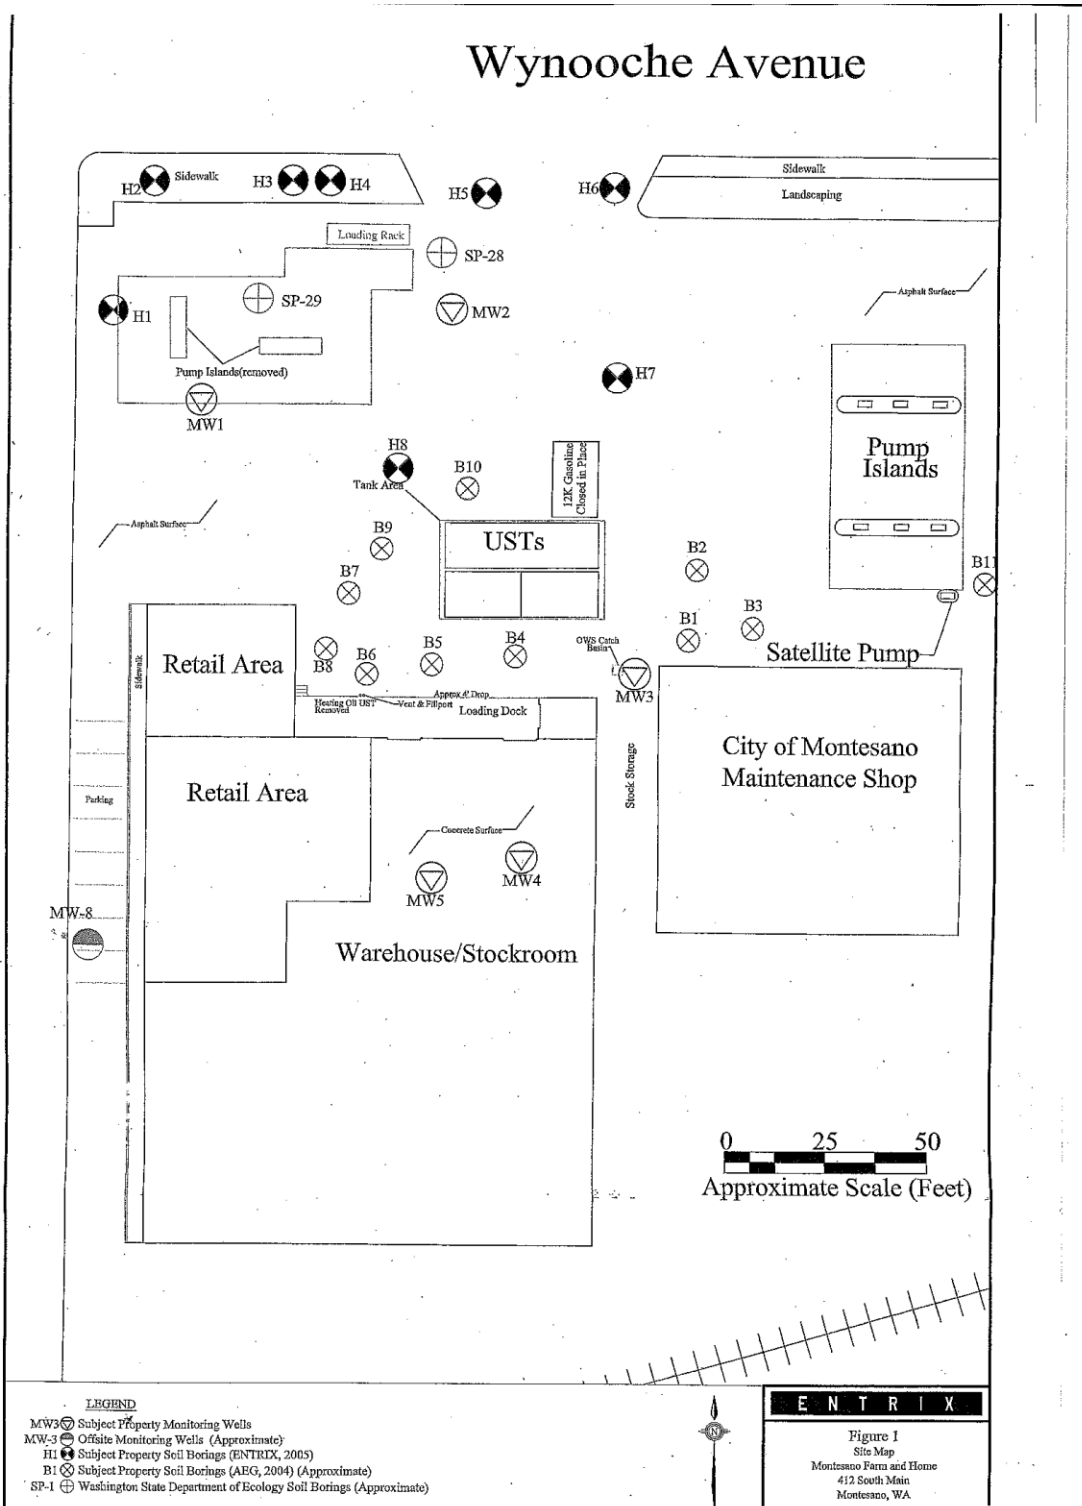 Wynooche Avenue
Sidewalk
H2
H3
H4
H5
H6
Sidewalk
Landscaping
Loading Rack
SP-28
SP-29
H1
MW2
Asphalt Surface
Pump Islands(removed)
MW1
H7
H8
Tank Area
B10
12K Gasoline
Closed in Place
Pump
Islands
Asphalt Surface
B9
USTs
B2
B11
B7
B3
B1
Retail Area
B8
B6
B5
B4
OWS Catch
Basin
Satellite Pump
Sidewalk
MW3
Heating Oil UST
Removed
Vent & Fillport
Approx 4' Drop
Loading Dock
Stock Storage
City of Montesano
Maintenance Shop
Retail Area
Parking
Concrete Surface
MW4
MW5
MW-8
Warehouse/Stockroom
0 25 50
Approximate Scale (Feet)
LEGEND
MW3 Subject Property Monitoring Wells
MW-3 Offsite Monitoring Wells (Approximate)
H1 Subject Property Soil Borings (ENTRIX, 2005)
B1 Subject Property Soil Borings (AEG, 2004) (Approximate)
SP-1 Washington State Department of Ecology Soil Borings (Approximate)
N
ENTRIX
Figure 1
Site Map
Montesano Farm and Home
412 South Main
Montesano, WA